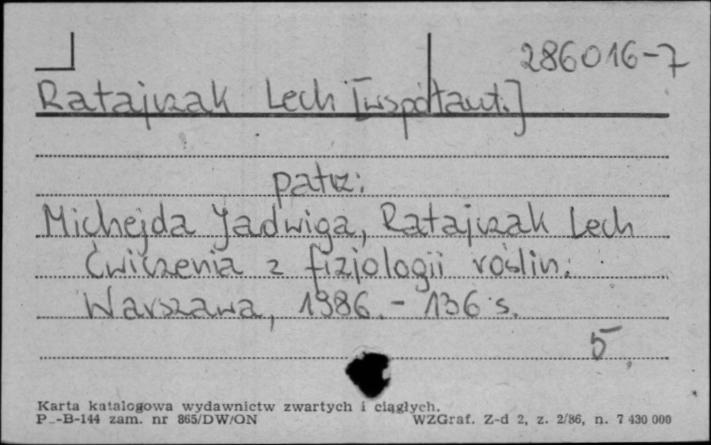 286016-7
Ratajczak Lech [współaut.]
patrz:
Michejda Jadwiga, Ratajczak Lech
Ćwiczenia z fizjologii roślin.
Warszawa, 1986. - 136 s.
5
Karta katalogowa wydawnictw zwartych i ciągłych.
P_-B-144 zam. nr 865/DW/ON WZGraf. Z-d 2, z. 2/86, n. 7 430 000